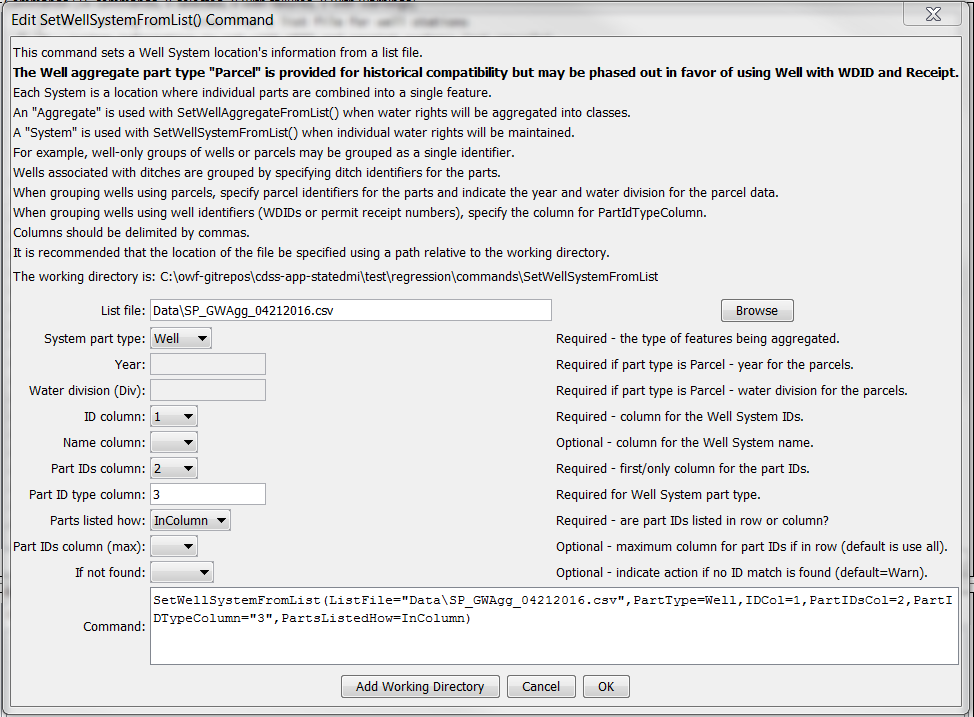 Edit SetWellSystemFromList() Command
This command sets a Well System location's information from a list file.
The Well aggregate part type "Parcel" is provided for historical compatibility but may be phased out in favor of using Well with WDID and Receipt.
Each System is a location where individual parts are combined into a single feature.
An "Aggregate" is used with SetWellAggregateFromList() when water rights will be aggregated into classes.
A "System" is used with SetWellSystemFromList() when individual water rights will be maintained.
For example, well-only groups of wells or parcels may be grouped as a single identifier.
Wells associated with ditches are grouped by specifying ditch identifiers for the parts.
When grouping wells using parcels, specify parcel identifiers for the parts and indicate the year and water division for the parcel data.
When grouping wells using well identifiers (WDIDs or permit receipt numbers), specify the column for PartIdTypeColumn.
Columns should be delimited by commas.
It is recommended that the location of the file be specified using a path relative to the working directory.
The working directory is: C:\owf-gitrepos\cdss-app-statedmi\test\regression\commands\SetWellSystemFromList
List file: Data\SP_GWAgg_04212016.csv Browse
System part type: Well Required - the type of features being aggregated.
Year: Required if part type is Parcel - year for the parcels.
Water division (Div): Required if part type is Parcel - water division for the parcels.
ID column: 1 Required - column for the Well System IDs.
Name column: Optional - column for the Well System name.
Part IDs column: 2 Required - first/only column for the part IDs.
Part ID type column: 3 Required for Well System part type.
Parts listed how: InColumn Required - are part IDs listed in row or column?
Part IDs column (max): Optional - maximum column for part IDs if in row (default is use all).
If not found: Optional - indicate action if no ID match is found (default=Warn).
SetWellSystemFromList(ListFile="Data\SP_GWAgg_04212016.csv",PartType=Well,IDCol=1,PartIDsCol=2,PartI
Command: DTypeColumn="3",PartsListedHow=InColumn)
Add Working Directory Cancel OK